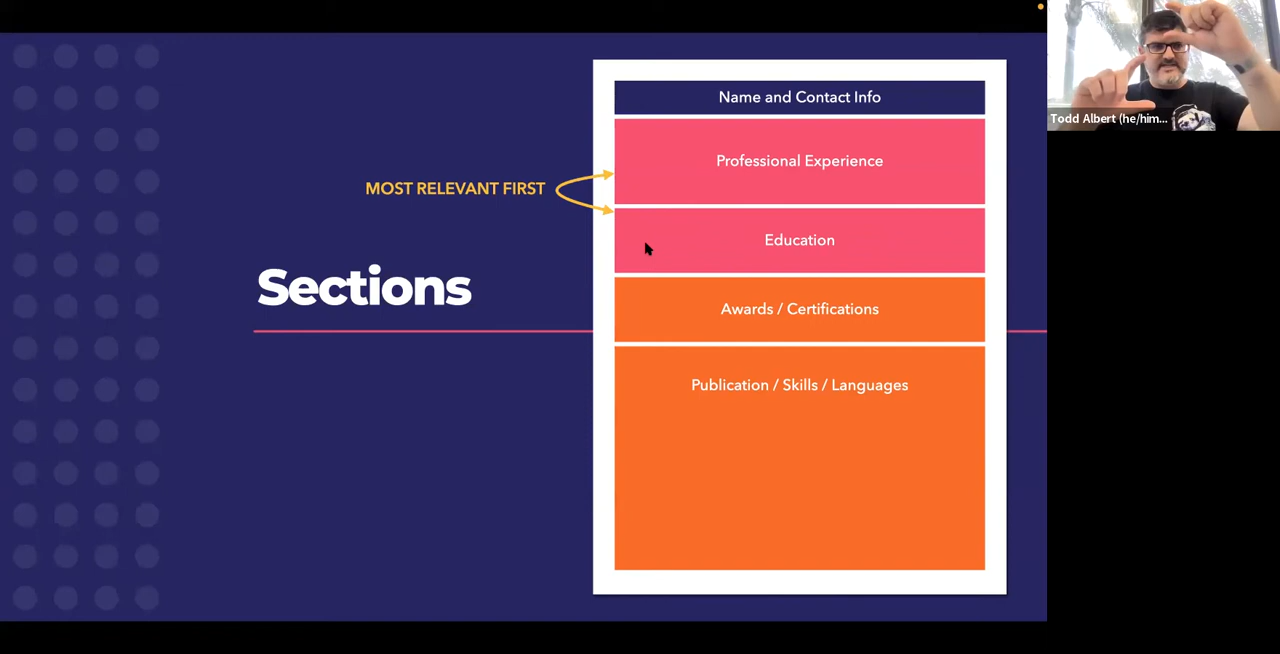 Name and Contact Info
Professional Experience
MOST RELEVANT FIRST
Education
Sections
Awards / Certifications
Publication / Skills / Languages
Todd Albert (he/him...